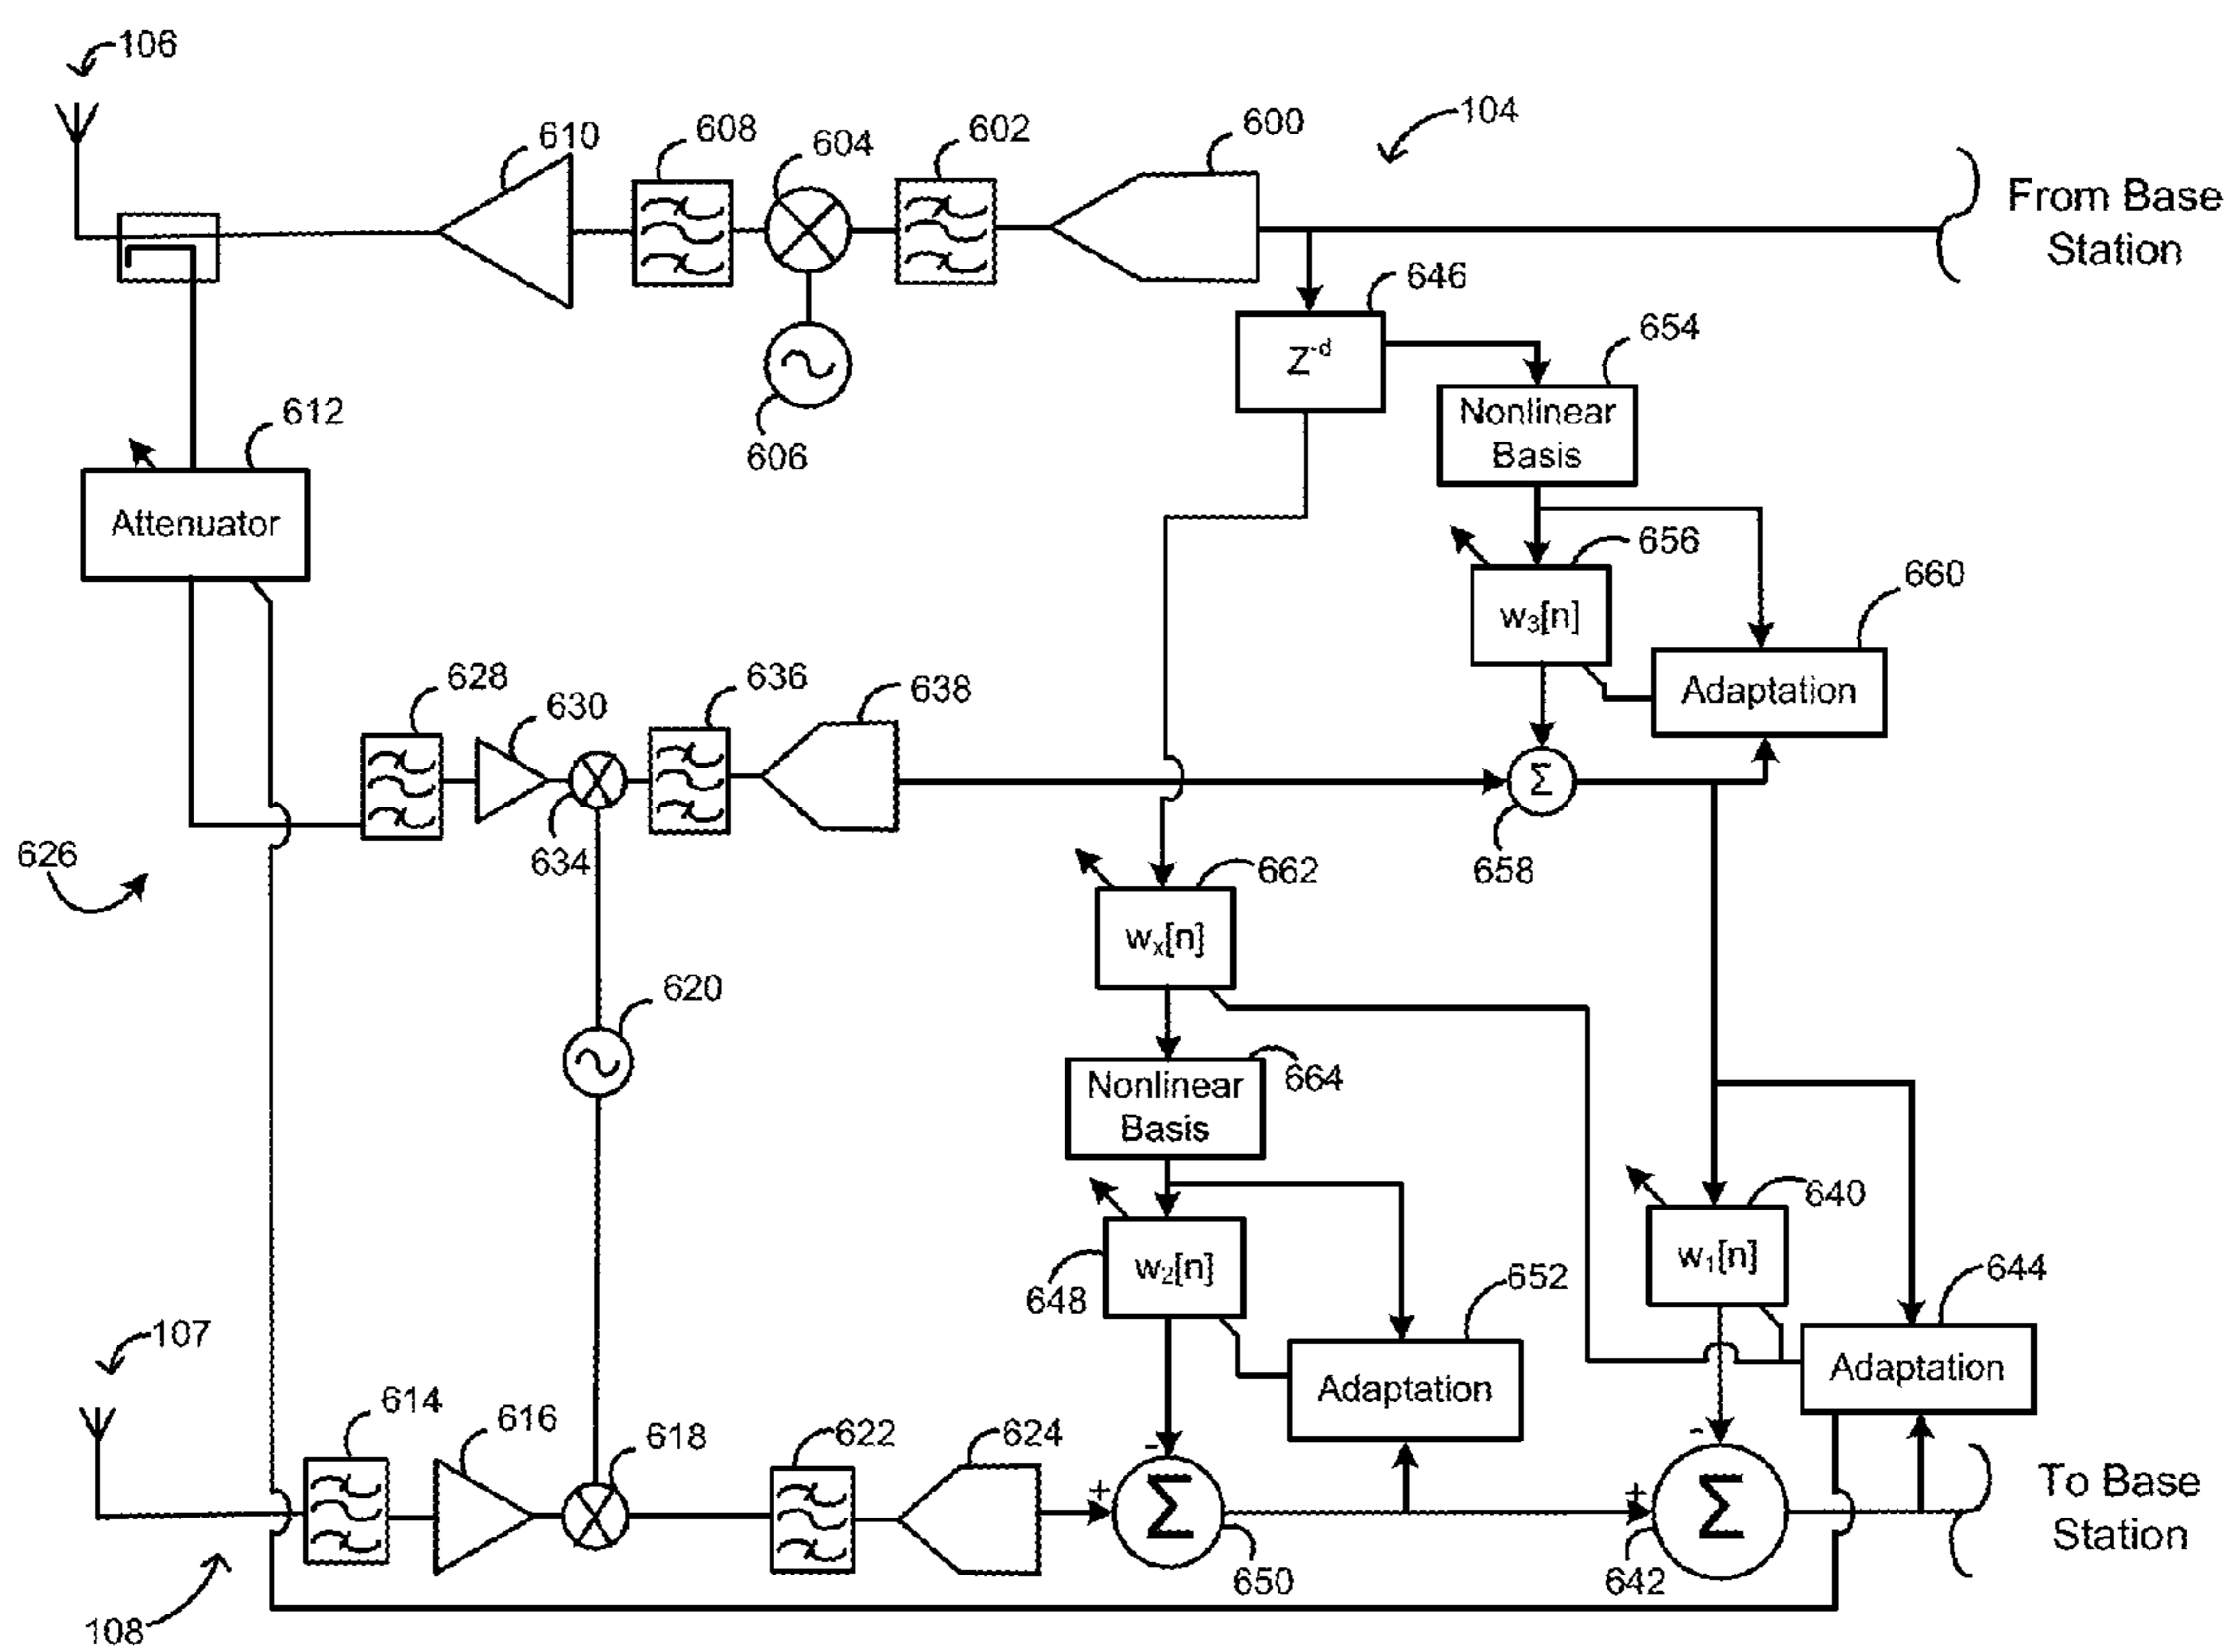 106
610
608
604
602
600
104
From Base
Station
646
654
Z^-d
606
612
Nonlinear
Basis
Attenuator
656
w3[n]
660
Adaptation
628
630
636
638
Σ
634
658
626
662
wx[n]
620
664
Nonlinear
Basis
640
w2[n]
w1[n]
648
652
644
107
Adaptation
Adaptation
614
616
618
622
624
-
-
+
+
Σ
Σ
To Base
Station
650
642
108